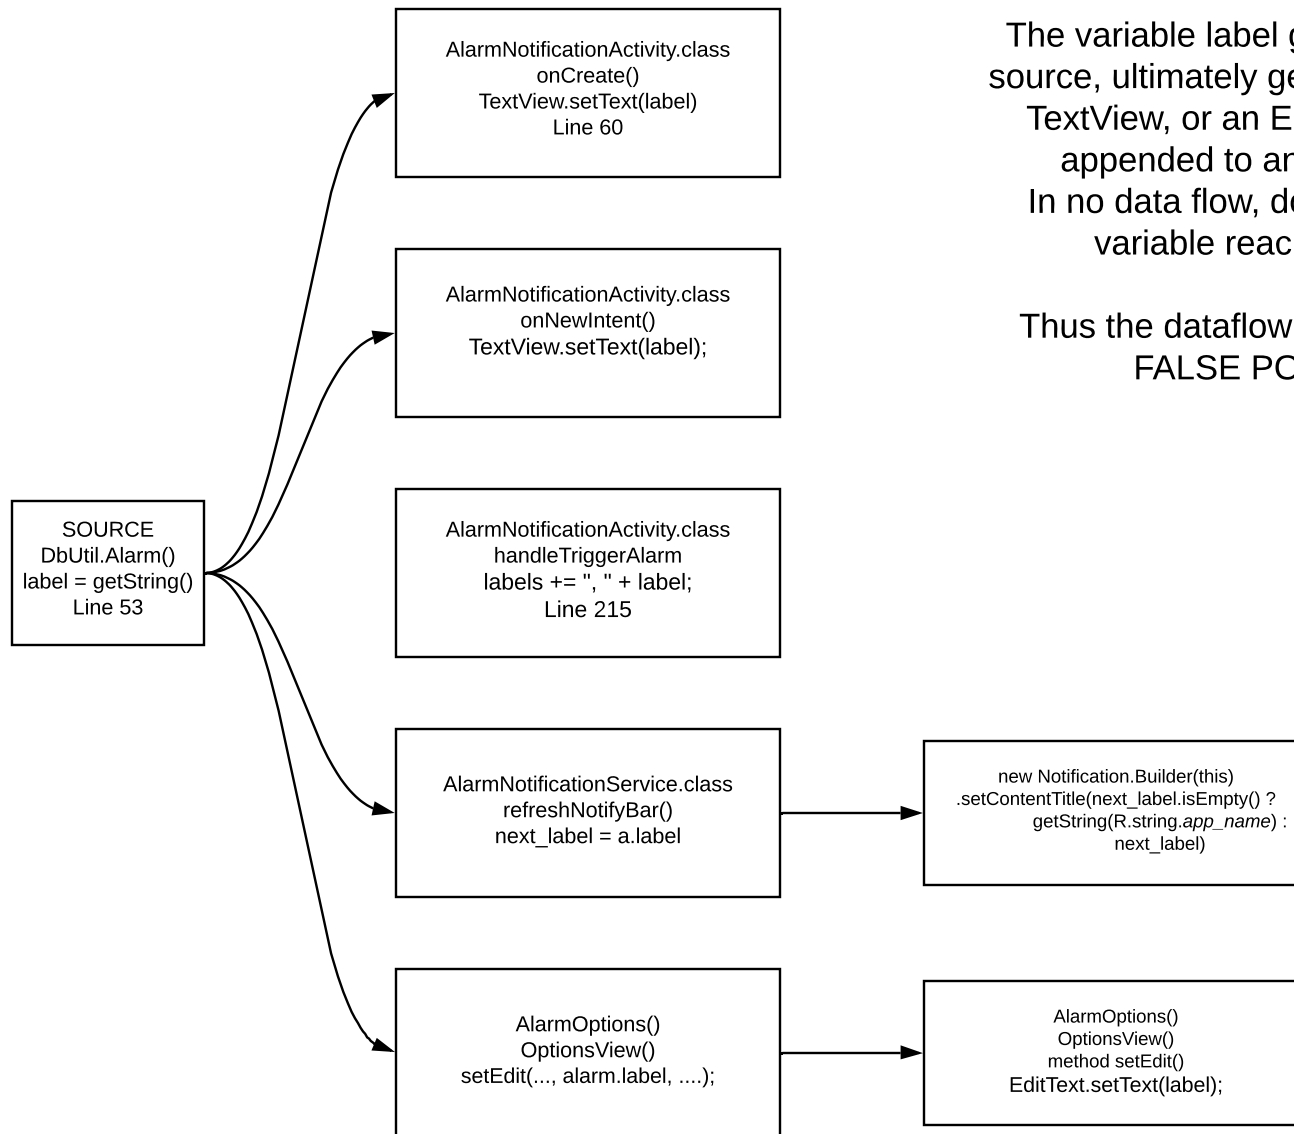 AlarmNotificationActivity.class
onCreate()
TextView.setText(label)
Line 60
The variable label
source, ultimately
TextView, or an
appended to
In no data flow,
variable
Thus the dataflow
FALSE
AlarmNotificationActivity.class
onNewIntent()
TextView.setText(label);
SOURCE
DbUtil.Alarm()
label = getString()
Line 53
AlarmNotificationActivity.class
handleTriggerAlarm
labels += ", " + label;
Line 215
AlarmNotificationService.class
refreshNotifyBar()
next_label = a.label
new Notification.Builder(this)
.setContentTitle(next_label.isEmpty() ?
getString(R.string.app_name) :
next_label)
AlarmOptions()
OptionsView()
setEdit(..., alarm.label, ....);
AlarmOptions()
OptionsView()
method setEdit()
EditText.setText(label);